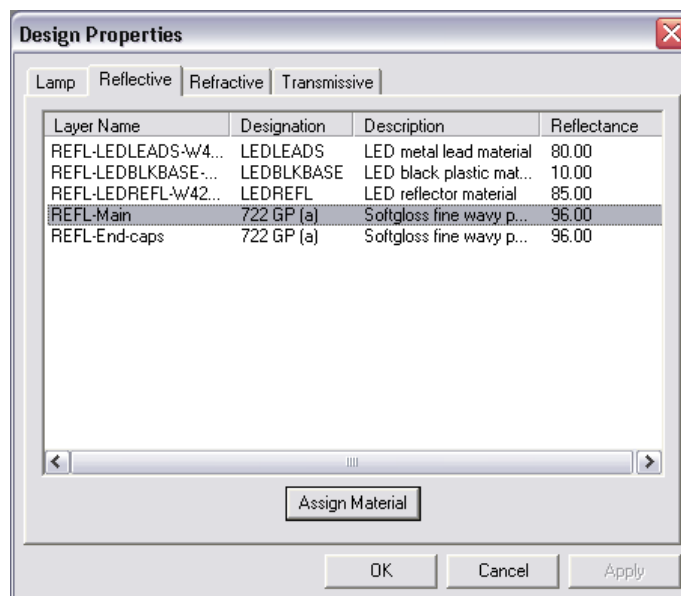 Design Properties
Lamp Reflective Refractive Transmissive
Layer Name Designation Description Reflectance
REFL-LEDLEADS-W4... LEDLEADS LED metal lead material 80.00
REFL-LEDBLKBASE-... LEDBLKBASE LED black plastic mat... 10.00
REFL-LEDREFL-W42... LEDREFL LED reflector material 85.00
REFL-Main 722 GP (a) Softgloss fine wavy p... 96.00
REFL-End-caps 722 GP (a) Softgloss fine wavy p... 96.00
Assign Material
OK Cancel Apply